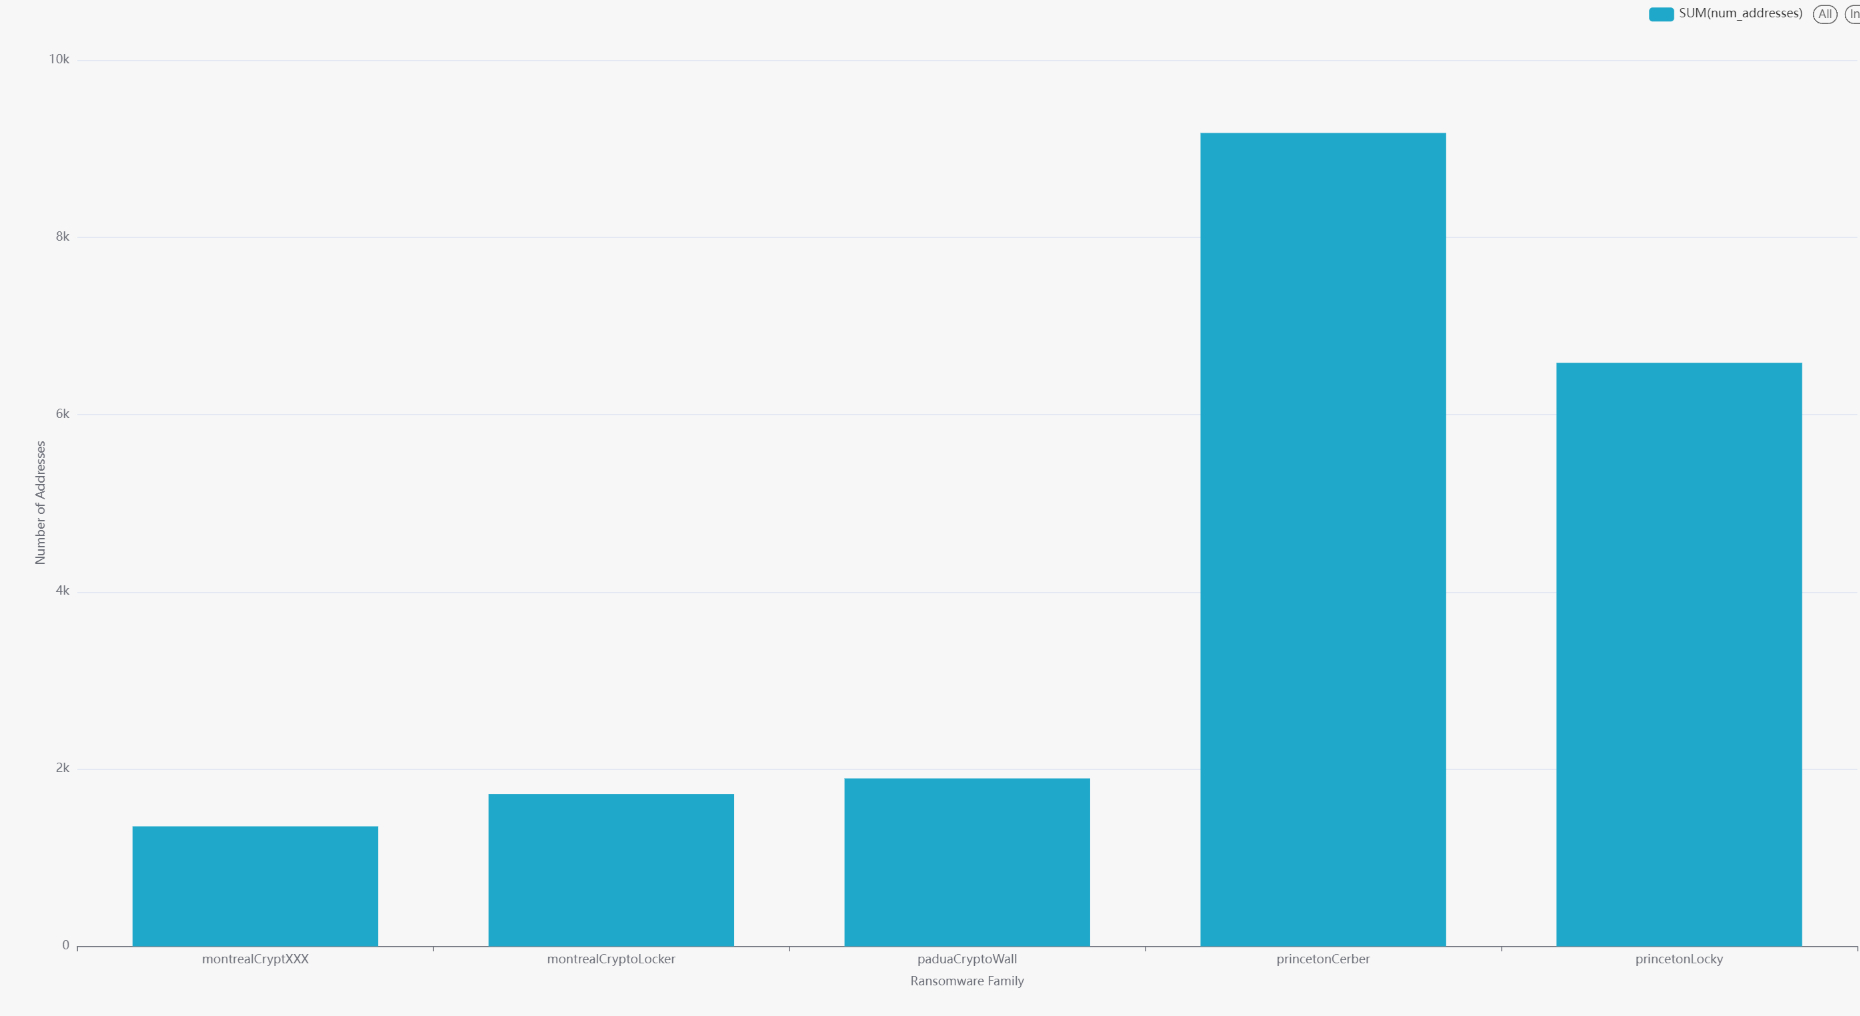 SUM(num_addresses) All In
10k
8k
6k
4k
2k
0
Number of Addresses
montrealCryptXXX montrealCryptoLocker paduaCryptoWall princetonCerber princetonLocky
Ransomware Family